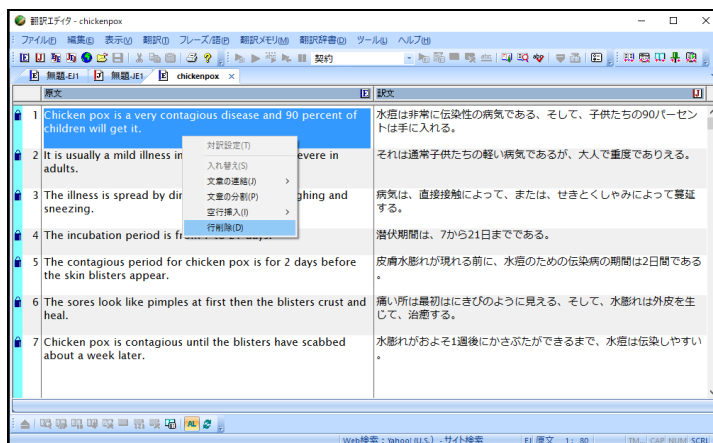 翻訳エディタ - chickenpox
ファイル(F) 編集(E) 表示(V) 翻訳(T) フレーズ/語(P) 翻訳メモリ(M) 翻訳辞書(D) ツール(L) ヘルプ(H)
契約
無題-EJ1 無題-JE1 chickenpox ×
原文 E 訳文 J
1 Chicken pox is a very contagious disease and 90 percent of
children will get it.
水痘は非常に伝染性の病気である、そして、子供たちの90パーセン
トは手に入れる。
2 It is usually a mild illness in evere in
adults.
それは通常子供たちの軽い病気であるが、大人で重度でありえる。
3 The illness is spread by dir ghing and
sneezing.
病気は、直接接触によって、または、せきとくしゃみによって蔓延
する。
4 The incubation period is fr
潜伏期間は、7から21日までである。
5 The contagious period for chicken pox is for 2 days before
the skin blisters appear.
皮膚水膨れが現れる前に、水痘のための伝染病の期間は2日間である
。
6 The sores look like pimples at first then the blisters crust and
heal.
痛い所は最初はにきびのように見える、そして、水膨れは外皮を生
じて、治癒する。
7 Chicken pox is contagious until the blisters have scabbed
about a week later.
水膨れがおよそ1週後にかさぶたができるまで、水痘は伝染しやすい
。
対訳設定(T)
入れ替え(S)
文章の連結(J)
文章の分割(P)
空行挿入(I)
行削除(D)
AL
Web検索 : Yahoo! (U.S.) - サイト検索 EJ 原文 1: 80 TM.. CAP NUM SCRL